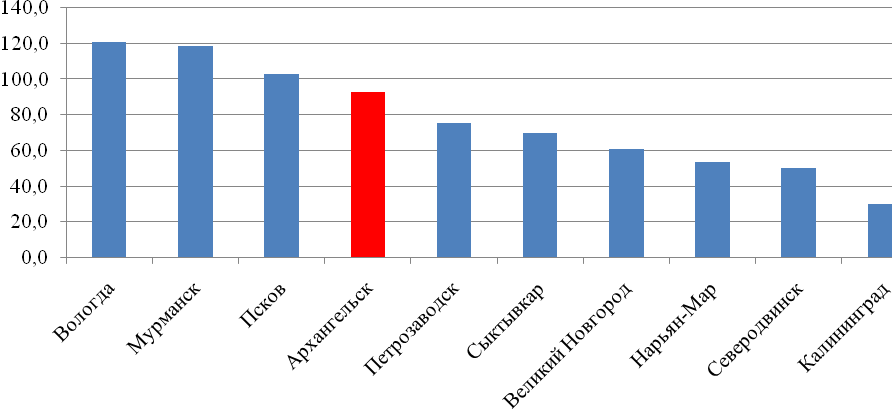 140,0
120,0
100,0
80,0
60,0
40,0
20,0
0,0
Вологда
Мурманск
Псков
Архангельск
Петрозаводск
Сыктывкар
Великий Новгород
Нарьян-Мар
Северодвинск
Калининград